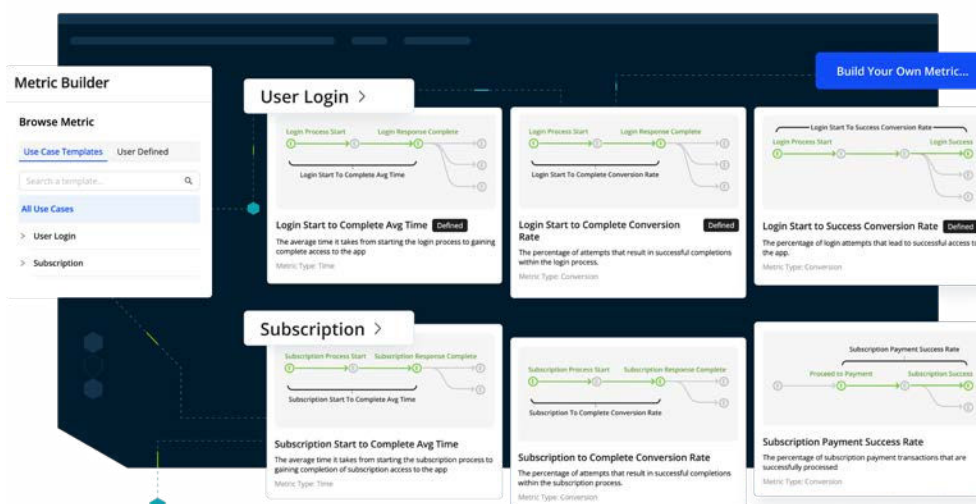 Metric Builder
Browse Metric
Use Case Templates
User Defined
Search a template...
All Use Cases
> User Login
> Subscription
Build Your Own Metric...
User Login >
Login Process Start
Login Response Complete
Login Start To Complete Avg Time
Login Start to Complete Avg Time
Defined
The average time it takes from starting the login process to gaining
complete access to the app
Metric Type: Time
Login Process Start
Login Response Complete
Login Start To Complete Conversion Rate
Login Start to Complete Conversion
Rate
Defined
The percentage of attempts that result in successful completions
within the login process.
Metric Type: Conversion
Login Start To Success Conversion Rate
Login Process Start
Login Success
Login Start to Success Conversion Rate
Defined
The percentage of login attempts that lead to successful access to
the app.
Metric Type: Conversion
Subscription >
Subscription Process Start
Subscription Response Complete
Subscription Start To Complete Avg Time
Subscription Start to Complete Avg Time
The average time it takes from starting the subscription process to
gaining completion of subscription access to the app
Metric Type: Time
Subscription Process Start
Subscription Response Complete
Subscription To Complete Conversion Rate
Subscription to Complete Conversion Rate
The percentage of attempts that result in successful completions
within the subscription process.
Metric Type: Conversion
Subscription Payment Success Rate
Proceed to Payment
Subscription Success
Subscription Payment Success Rate
The percentage of subscription payment transactions that are
successfully processed
Metric Type: Conversion